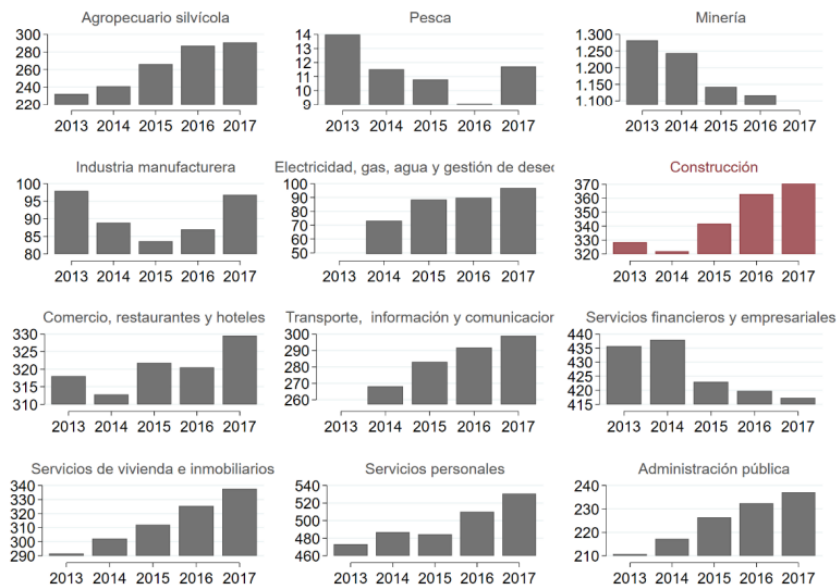 Agropecuario silvícola
300
280
260
240
220
2013 2014 2015 2016 2017
Pesca
14
13
12
11
10
9
2013 2014 2015 2016 2017
Minería
1.300
1.250
1.200
1.150
1.100
2013 2014 2015 2016 2017
Industria manufacturera
100
95
90
85
80
2013 2014 2015 2016 2017
Electricidad, gas, agua y gestión de desec
100
90
80
70
60
50
2013 2014 2015 2016 2017
Construcción
370
360
350
340
330
320
2013 2014 2015 2016 2017
Comercio, restaurantes y hoteles
330
325
320
315
310
2013 2014 2015 2016 2017
Transporte, información y comunicacion
300
290
280
270
260
2013 2014 2015 2016 2017
Servicios financieros y empresariales
440
435
430
425
420
415
2013 2014 2015 2016 2017
Servicios de vivienda e inmobiliarios
340
330
320
310
300
290
2013 2014 2015 2016 2017
Servicios personales
540
520
500
480
460
2013 2014 2015 2016 2017
Administración pública
240
230
220
210
2013 2014 2015 2016 2017